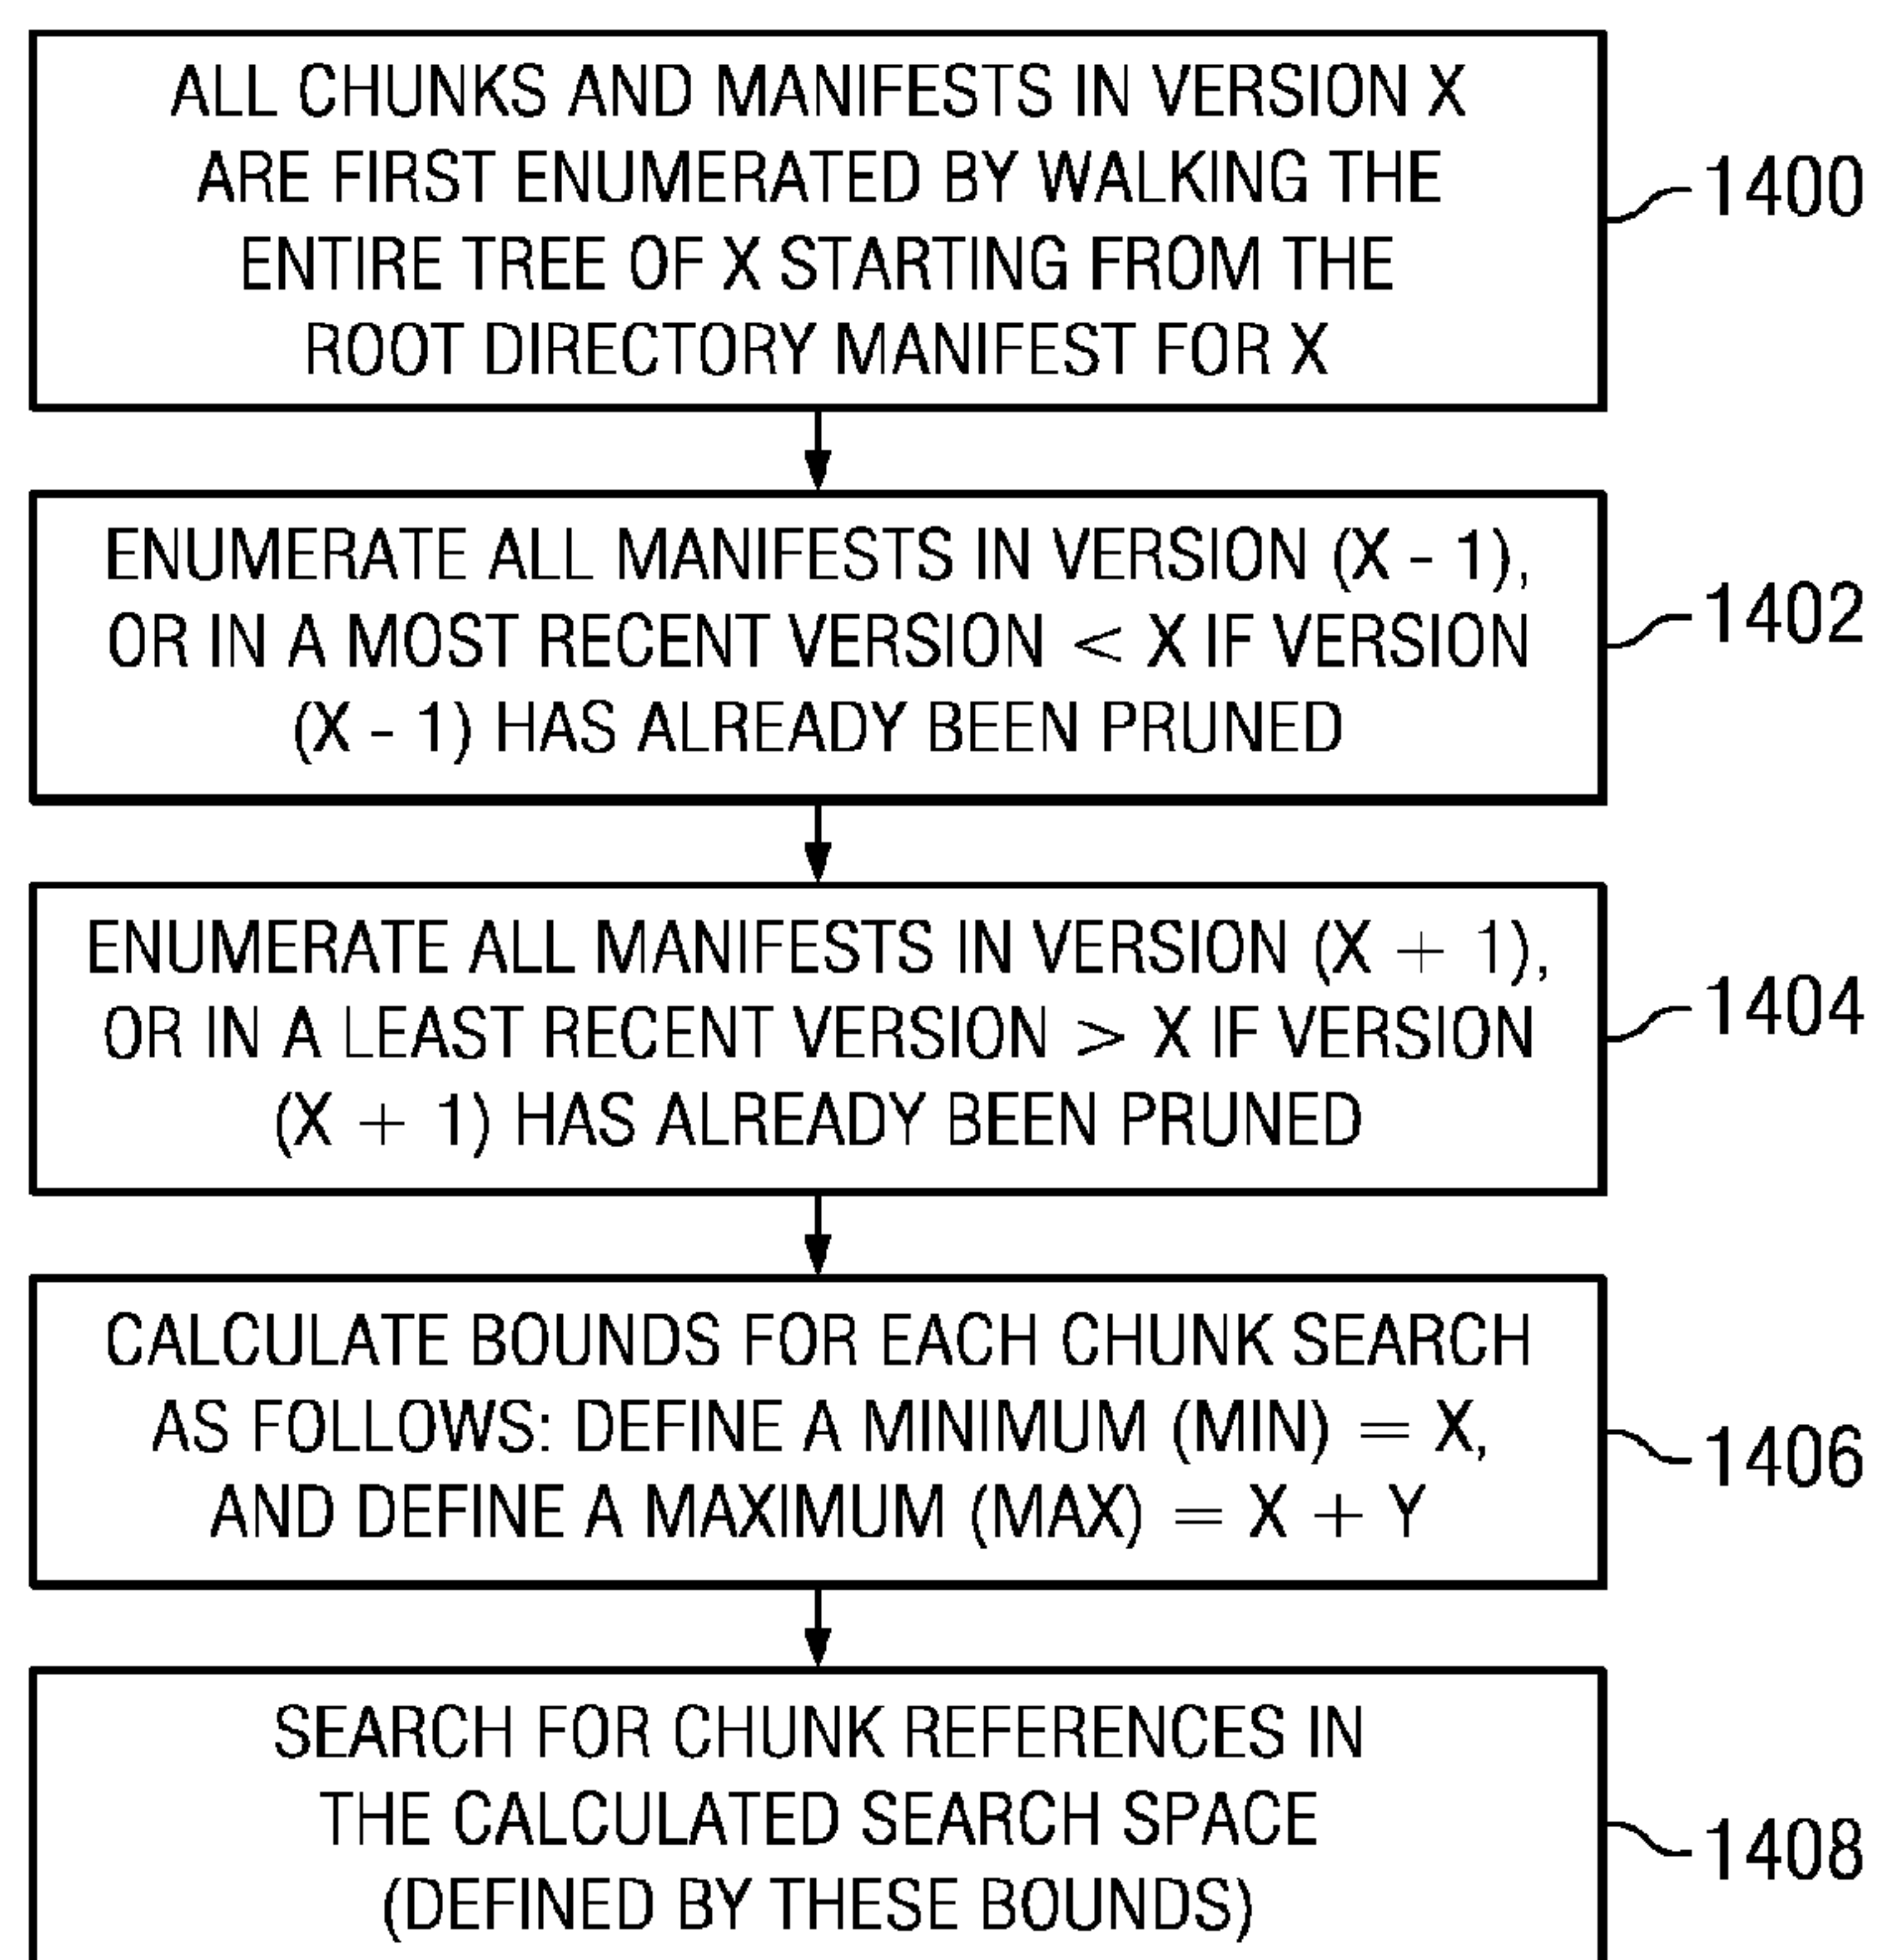 ALL CHUNKS AND MANIFESTS IN VERSION X
ARE FIRST ENUMERATED BY WALKING THE
ENTIRE TREE OF X STARTING FROM THE
ROOT DIRECTORY MANIFEST FOR X
1400
ENUMERATE ALL MANIFESTS IN VERSION (X - 1),
OR IN A MOST RECENT VERSION < X IF VERSION
(X - 1) HAS ALREADY BEEN PRUNED
1402
ENUMERATE ALL MANIFESTS IN VERSION (X + 1),
OR IN A LEAST RECENT VERSION > X IF VERSION
(X + 1) HAS ALREADY BEEN PRUNED
1404
CALCULATE BOUNDS FOR EACH CHUNK SEARCH
AS FOLLOWS: DEFINE A MINIMUM (MIN) = X,
AND DEFINE A MAXIMUM (MAX) = X + Y
1406
SEARCH FOR CHUNK REFERENCES IN
THE CALCULATED SEARCH SPACE
(DEFINED BY THESE BOUNDS)
1408